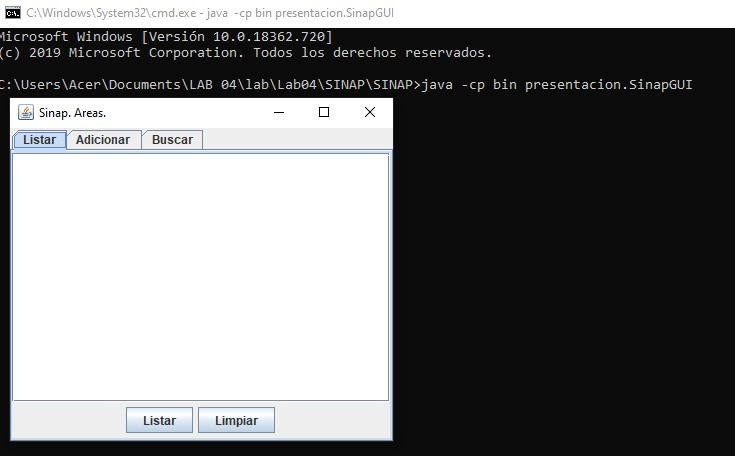 C:\Windows\System32\cmd.exe - java -cp bin presentacion.SinapGUI
Microsoft Windows [Versión 10.0.18362.720]
(c) 2019 Microsoft Corporation. Todos los derechos reservados.
C:\Users\Acer\Documents\LAB 04\lab\Lab04\SINAP\SINAP>java -cp bin presentacion.SinapGUI
Sinap. Areas.
Listar Adicionar Buscar
Listar Limpiar